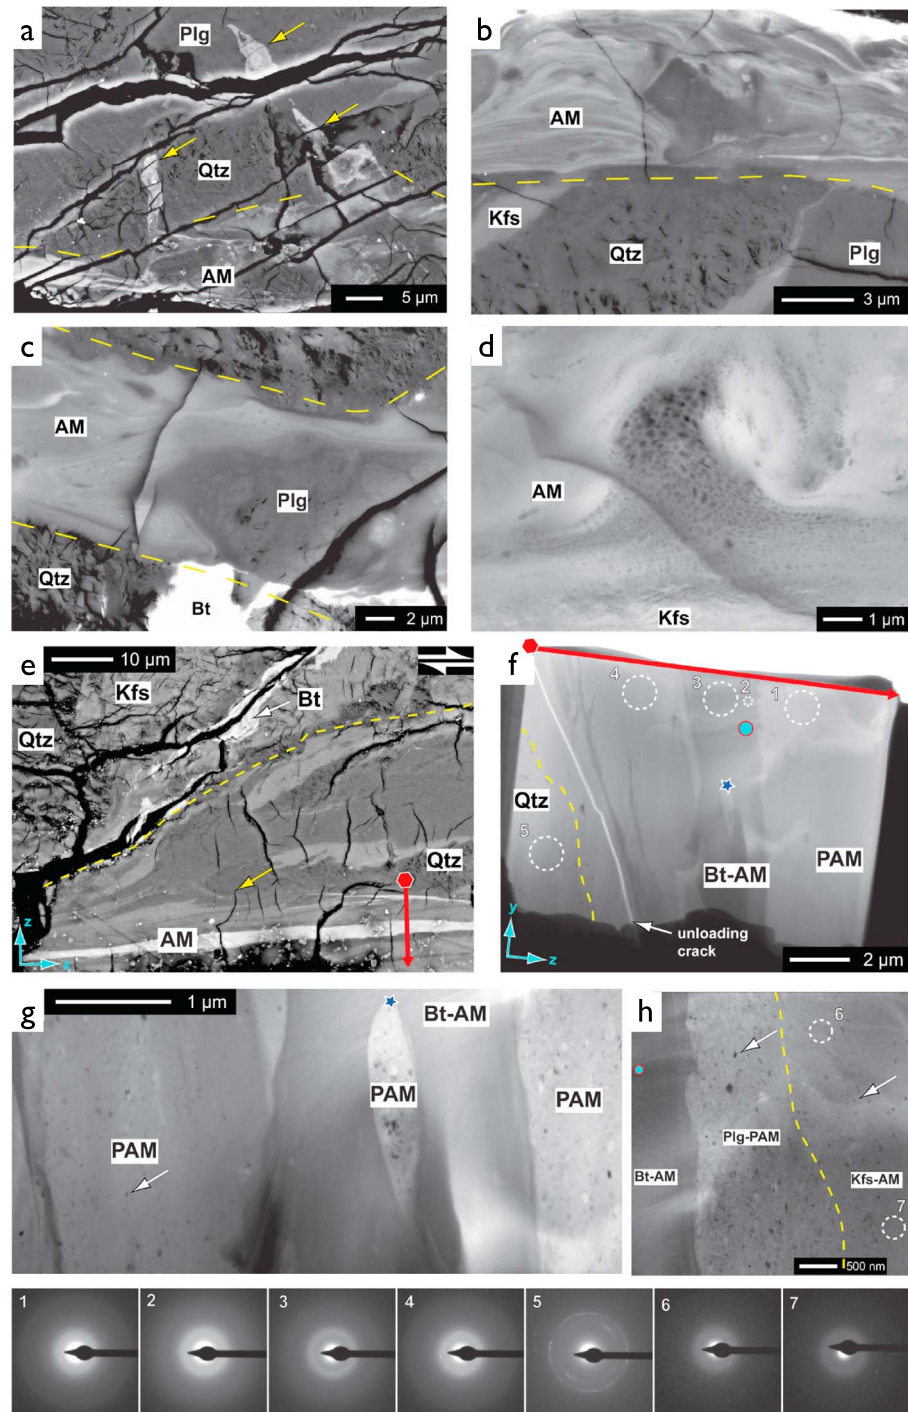 a
Plg
Qtz
AM
5 µm
b
AM
Kfs
Qtz
Plg
3 µm
c
AM
Plg
Qtz
Bt
2 µm
d
AM
Kfs
1 µm
e
10 µm
Kfs
Bt
Qtz
Qtz
AM
z
x
f
4
3
2
1
Qtz
5
Bt-AM
PAM
unloading
crack
y
z
2 µm
g
1 µm
Bt-AM
PAM
PAM
PAM
h
6
Plg-PAM
Bt-AM
Kfs-AM
7
500 nm
1
2
3
4
5
6
7